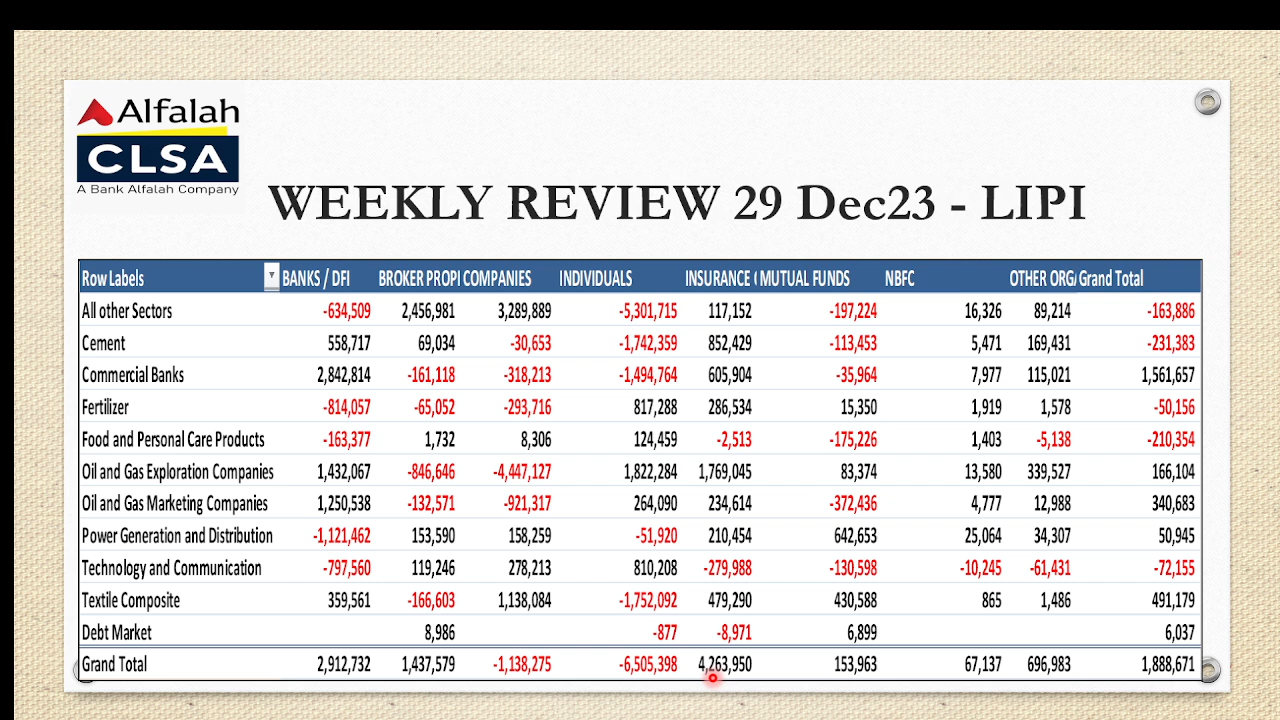 Alfalah
CLSA
A Bank Alfalah Company
WEEKLY REVIEW 29 Dec23 - LIPI
Row Labels BANKS / DFI BROKER PROPI COMPANIES INDIVIDUALS INSURANCE ( MUTUAL FUNDS NBFC OTHER ORG Grand Total
All other Sectors -634,509 2,456,981 3,289,889 -5,301,715 117,152 -197,224 16,326 89,214 -163,886
Cement 558,717 69,034 -30,653 -1,742,359 852,429 -113,453 5,471 169,431 -231,383
Commercial Banks 2,842,814 -161,118 -318,213 -1,494,764 605,904 -35,964 7,977 115,021 1,561,657
Fertilizer -814,057 -65,052 -293,716 817,288 286,534 15,350 1,919 1,578 -50,156
Food and Personal Care Products -163,377 1,732 8,306 124,459 -2,513 -175,226 1,403 -5,138 -210,354
Oil and Gas Exploration Companies 1,432,067 -846,646 -4,447,127 1,822,284 1,769,045 83,374 13,580 339,527 166,104
Oil and Gas Marketing Companies 1,250,538 -132,571 -921,317 264,090 234,614 -372,436 4,777 12,988 340,683
Power Generation and Distribution -1,121,462 153,590 158,259 -51,920 210,454 642,653 25,064 34,307 50,945
Technology and Communication -797,560 119,246 278,213 810,208 -279,988 -130,598 -10,245 -61,431 -72,155
Textile Composite 359,561 -166,603 1,138,084 -1,752,092 479,290 430,588 865 1,486 491,179
Debt Market 8,986 -877 -8,971 6,899 6,037
Grand Total 2,912,732 1,437,579 -1,138,275 -6,505,398 4,263,950 153,963 67,137 696,983 1,888,671